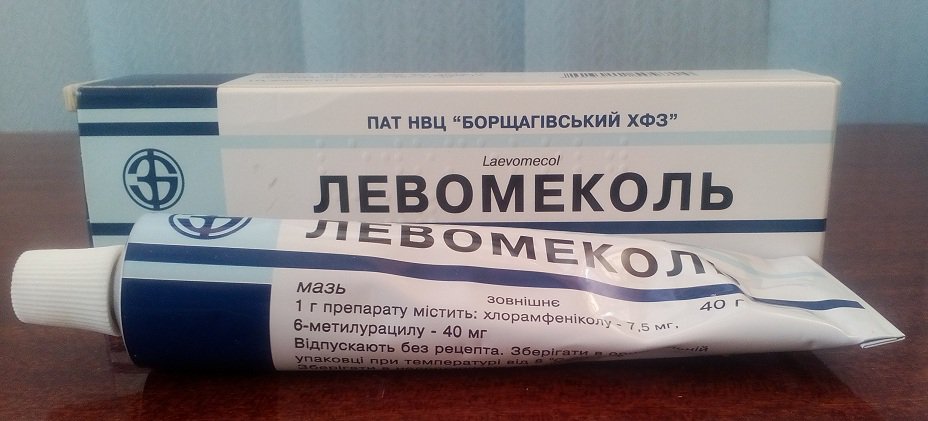 ПАТ НВЦ “БОРЩАГІВСЬКИЙ ХФЗ”
Laevomecol
ЛЕВОМЕКОЛЬ
ЛЕВОМЕКОЛЬ
мазь зовнішнє 40 г
1 г препарату містить: хлорамфеніколу - 7,5 мг,
6-метилурацилу - 40 мг
Відпускають без рецепта. Зберігати в
упаковці при температурі від
Зберігати